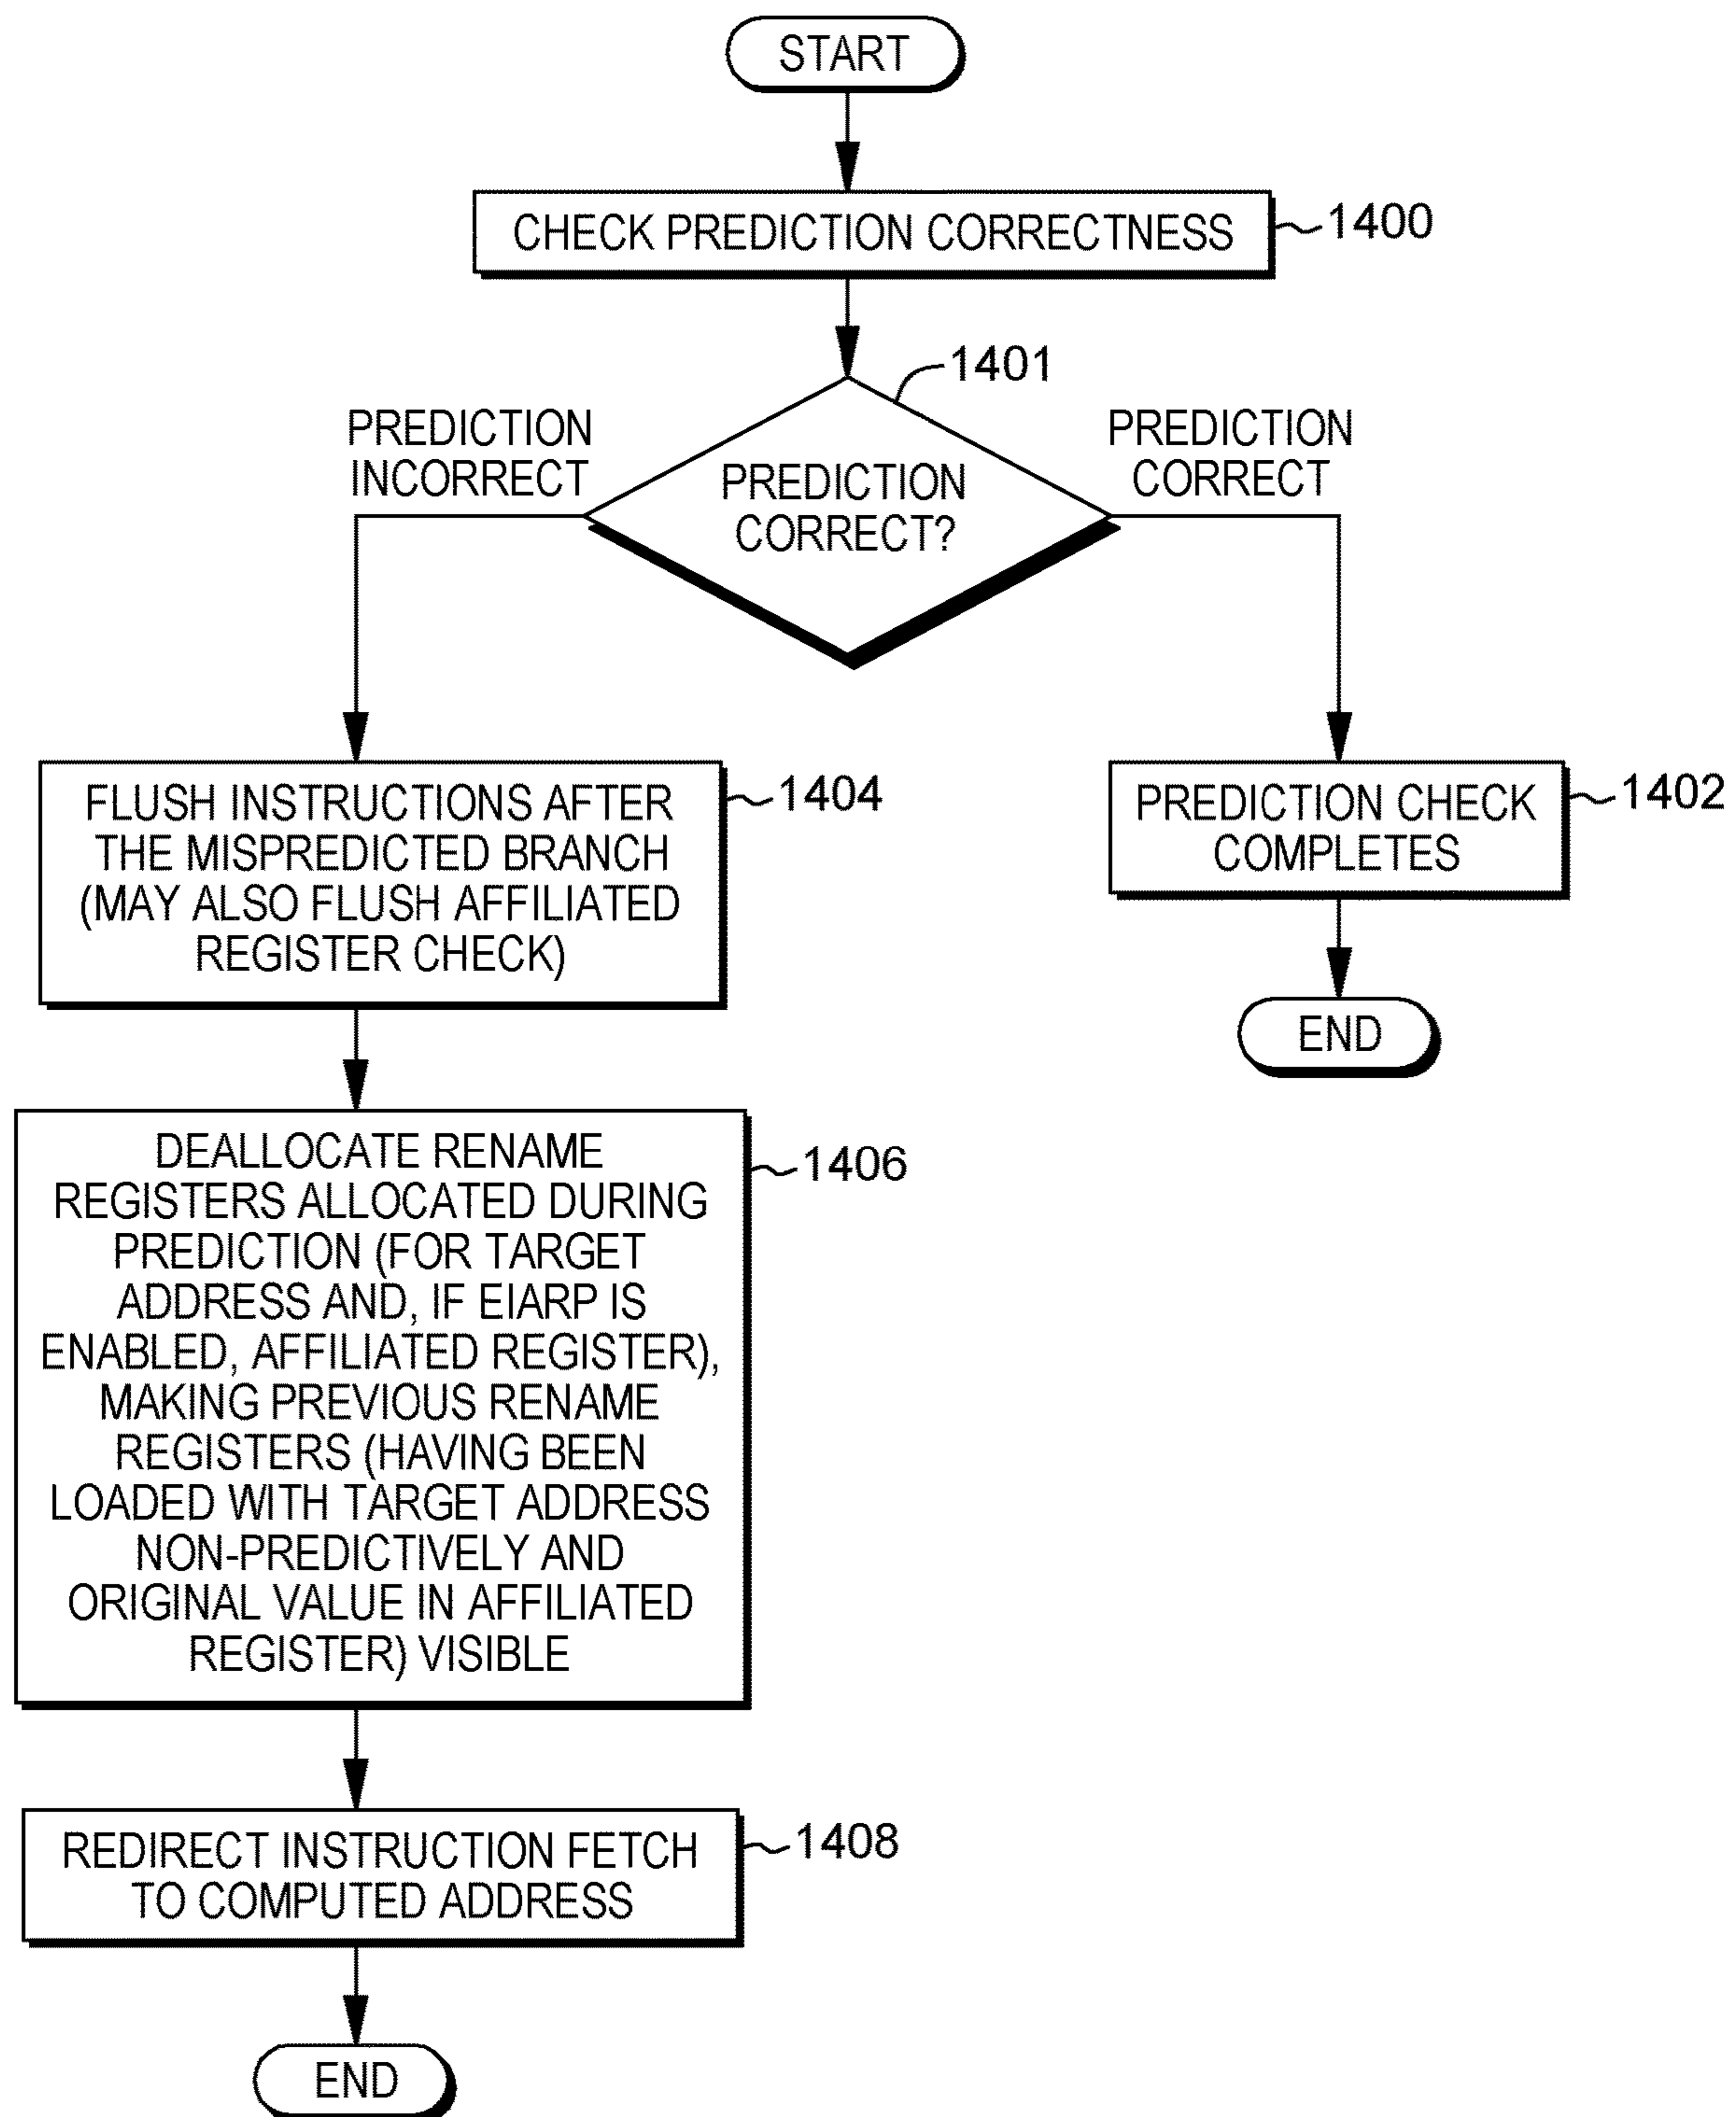 START
CHECK PREDICTION CORRECTNESS
1400
1401
PREDICTION
INCORRECT
PREDICTION
CORRECT?
PREDICTION
CORRECT
FLUSH INSTRUCTIONS AFTER
THE MISPREDICTED BRANCH
(MAY ALSO FLUSH AFFILIATED
REGISTER CHECK)
1404
PREDICTION CHECK
COMPLETES
1402
END
DEALLOCATE RENAME
REGISTERS ALLOCATED DURING
PREDICTION (FOR TARGET
ADDRESS AND, IF EIARP IS
ENABLED, AFFILIATED REGISTER),
MAKING PREVIOUS RENAME
REGISTERS (HAVING BEEN
LOADED WITH TARGET ADDRESS
NON-PREDICTIVELY AND
ORIGINAL VALUE IN AFFILIATED
REGISTER) VISIBLE
1406
REDIRECT INSTRUCTION FETCH
TO COMPUTED ADDRESS
1408
END